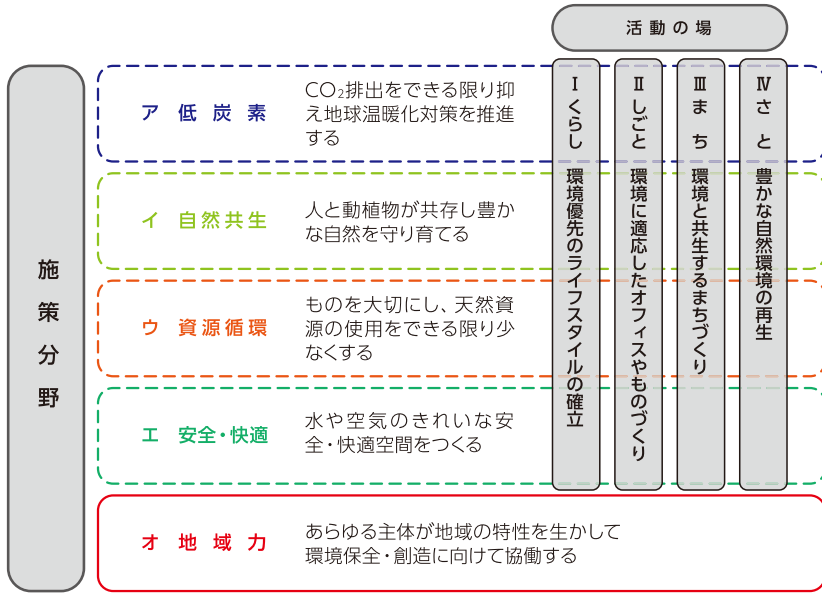 活動の場
施策分野
ア 低炭素
CO₂排出をできる限り抑
え地球温暖化対策を推進
する
イ 自然共生
人と動植物が共存し豊か
な自然を守り育てる
ウ 資源循環
ものを大切にし、天然資
源の使用をできる限り少
なくする
エ 安全・快適
水や空気のきれいな安
全・快適空間をつくる
オ 地域力
あらゆる主体が地域の特性を生かして
環境保全・創造に向けて協働する
Ⅰ くらし 環境優先のライフスタイルの確立
Ⅱ しごと 環境に適応したオフィスやものづくり
Ⅲ まち 環境と共生するまちづくり
Ⅳ さと 豊かな自然環境の再生